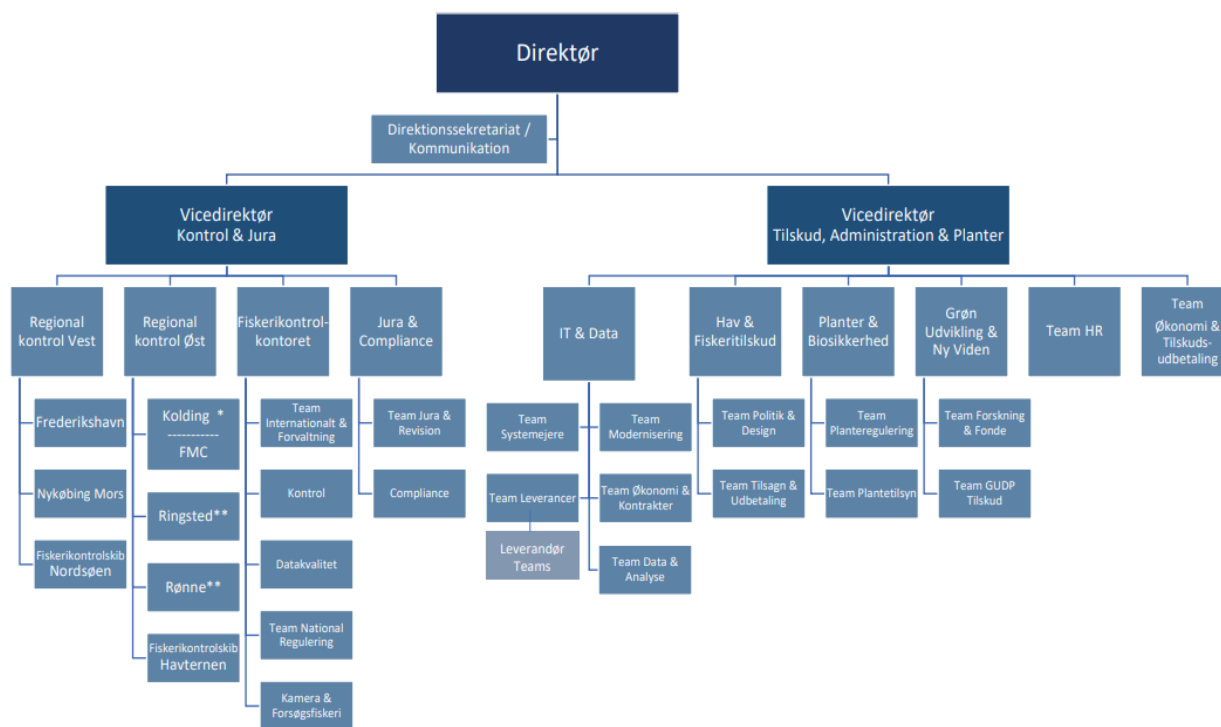 Direktør
Direktionssekretariat /
Kommunikation
Vicedirektør
Kontrol & Jura
Vicedirektør
Tilskud, Administration & Planter
Regional
kontrol Vest
Regional
kontrol Øst
Fiskerikontrol-
kontoret
Jura &
Compliance
IT & Data
Hav &
Fiskeritilskud
Planter &
Biosikkerhed
Grøn
Udvikling &
Ny Viden
Team HR
Team
Økonomi &
Tilskuds-
udbetaling
Frederikshavn
Nykøbing Mors
Fiskerikontrolskib
Nordsøen
Kolding *
-----------
FMC
Ringsted**
Rønne**
Fiskerikontrolskib
Havternen
Team
Internationalt &
Forvaltning
Kontrol
Datakvalitet
Team National
Regulering
Kamera &
Forsøgsfiskeri
Team Jura &
Revision
Compliance
Team
Systemejere
Team Leverancer
Leverandør
Teams
Team
Modernisering
Team Økonomi &
Kontrakter
Team Data &
Analyse
Team Politik &
Design
Team Tilsagn &
Udbetaling
Team
Planteregulering
Team Plantetilsyn
Team Forskning
& Fonde
Team GUDP
Tilskud